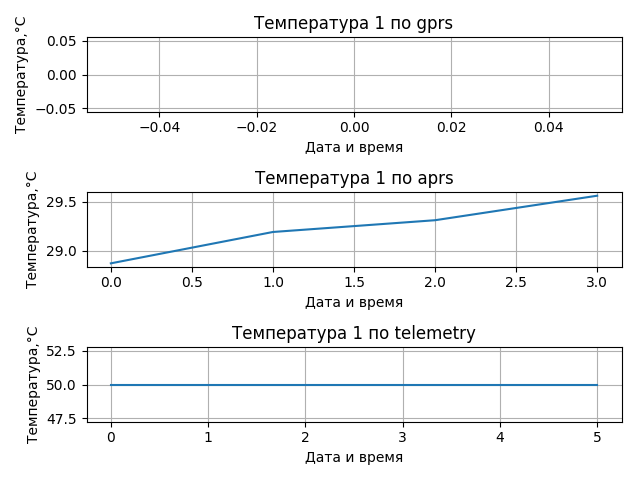 Температура 1 по gprs
Температура,°C
0.05
0.00
−0.05
−0.04 −0.02 0.00 0.02 0.04
Дата и время
Температура 1 по aprs
Температура,°C
29.5
29.0
0.0 0.5 1.0 1.5 2.0 2.5 3.0
Дата и время
Температура 1 по telemetry
Температура,°C
52.5
50.0
47.5
0 1 2 3 4 5
Дата и время